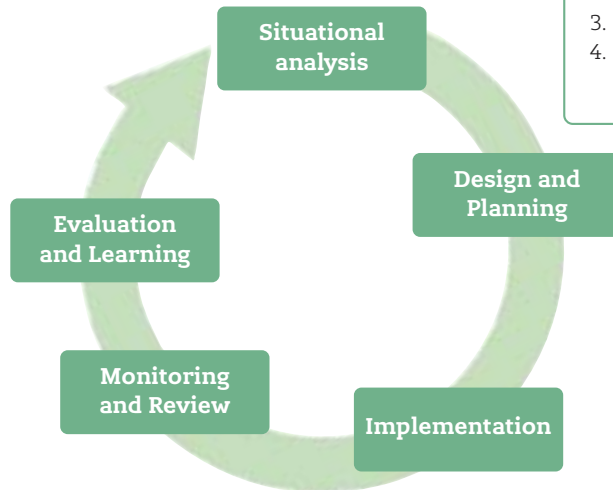 Situational
analysis
3.
4.
Design and
Planning
Evaluation
and Learning
Monitoring
and Review
Implementation